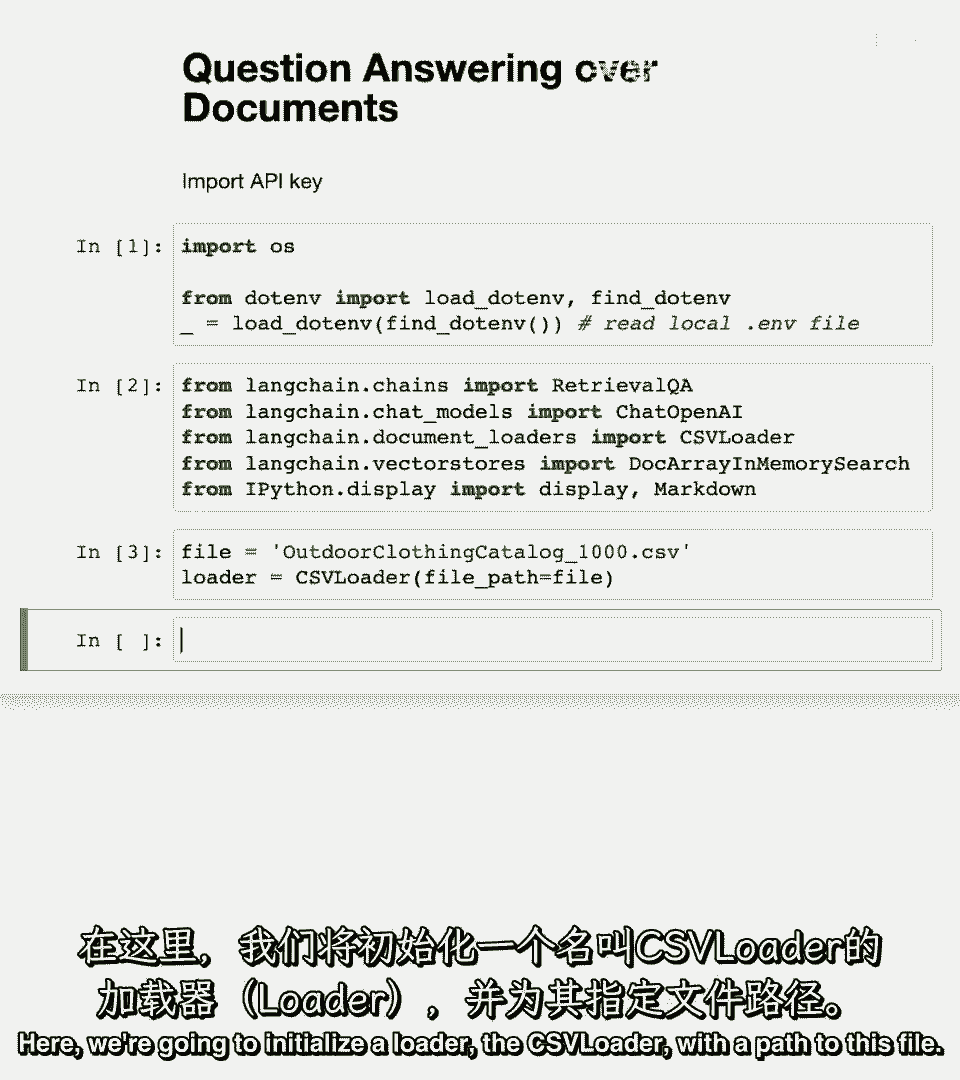 Question Answering over
Documents
Import API key
In [1]: import os
from dotenv import load_dotenv, find_dotenv
_ = load_dotenv(find_dotenv()) # read local .env file
In [2]: from langchain.chains import RetrievalQA
from langchain.chat_models import ChatOpenAI
from langchain.document_loaders import CSVLoader
from langchain.vectorstores import DocArrayInMemorySearch
from IPython.display import display, Markdown
In [3]: file = 'OutdoorClothingCatalog_1000.csv'
loader = CSVLoader(file_path=file)
In [ ]:
在这里，我们将初始化一个名叫CSVLoader的
加载器（Loader），并为其指定文件路径。
Here, we're going to initialize a loader, the CSVLoader, with a path to this file.